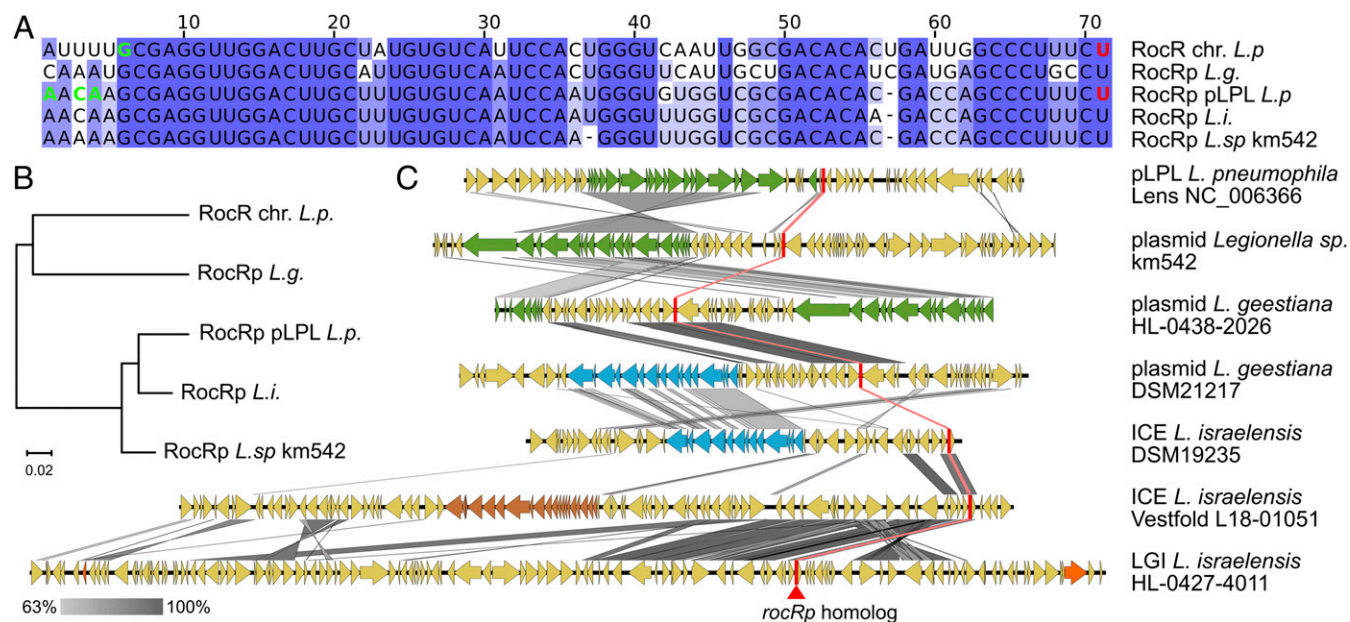 A
10 20 30 40 50 60 70
AUUUUGCGAGGUUGGACUUGCUAUGUGUCAUUCCACUGGGUCAAUUGGCGACACACUGAUUGGCCCUUUCU RocR chr. L.p
CAAAUGCGAGGUUGGACUUGCAUUGUGUCAAUCCACUGGGUUCAUUGCUGACACAUCGAUGAGCCCUGCCU RocRp L.g.
AACAAGCGAGGUUGGACUUGCUUUGUGUCAAUCCAAUGGGUGUGGUCGCGACACAC-GACCAGCCCUUUCU RocRp pLPL L.p
AACAAGCGAGGUUGGACUUGCUUUGUGUCAAUCCAAUGGGUUUGGUCGCGACACAA-GACCAGCCCUUUCU RocRp L.i.
AAAAAGCGAGGUUGGACUUGCUUUGUGUCAAUCCAA-GGGUUUGGUCGCGACACAA-GACCAGCCCUUUCU RocRp L.sp km542
B
RocR chr. L.p.
RocRp L.g.
RocRp pLPL L.p.
RocRp L.i.
RocRp L.sp km542
0.02
C
pLPL L. pneumophila
Lens NC_006366
plasmid Legionella sp.
km542
plasmid L. geestiana
HL-0438-2026
plasmid L. geestiana
DSM21217
ICE L. israelensis
DSM19235
ICE L. israelensis
Vestfold L18-01051
LGI L. israelensis
HL-0427-4011
63% 100%
rocRp homolog